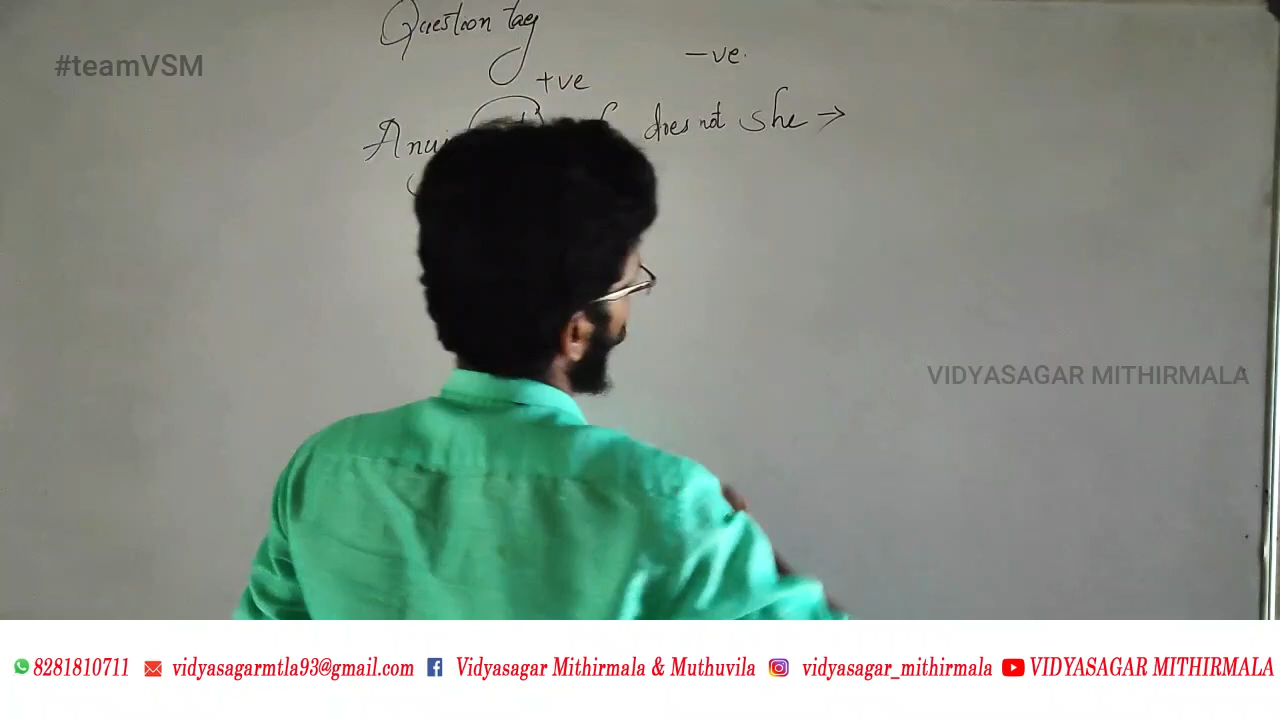 Question tag
#teamVSM
-ve.
+ve
does not she →
VIDYASAGAR MITHIRMALA
8281810711 vidyasagarmtla93@gmail.com Vidyasagar Mithirmala & Muthuvila vidyasagar_mithirmala VIDYASAGAR MITHIRMALA